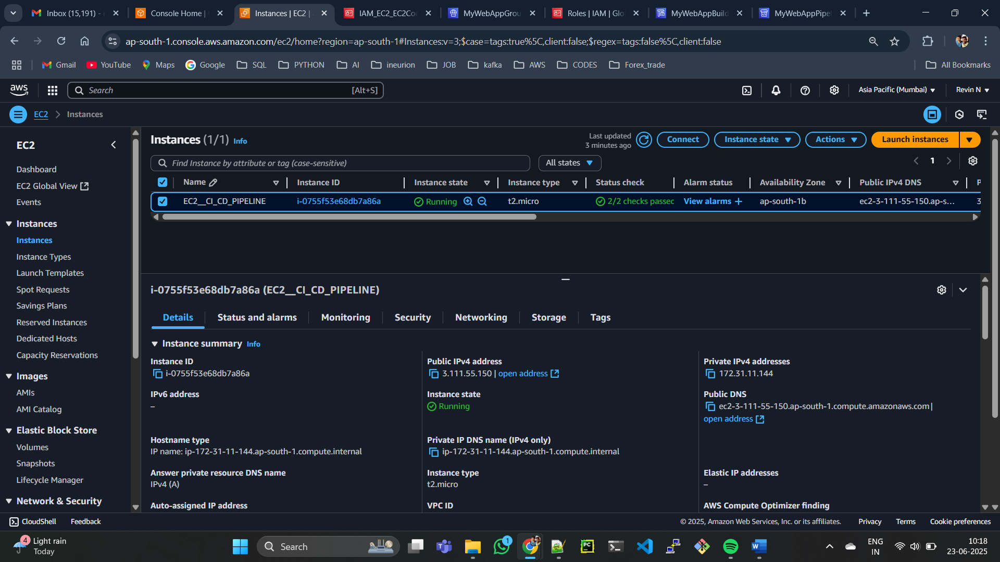 Inbox (15,191) -
Console Home |
Instances | EC2 |
IAM_EC2_EC2Co
MyWebAppGrou
Roles | IAM | Glo
MyWebAppBuild
MyWebAppPipel
ap-south-1.console.aws.amazon.com/ec2/home?region=ap-south-1#Instances:v=3;$case=tags:true%5C,client:false;$regex=tags:false%5C,client:false
Gmail YouTube Maps Google SQL PYTHON AI ineurion JOB kafka AWS CODES Forex_trade All Bookmarks
aws Search [Alt+S] Asia Pacific (Mumbai) Revin N
EC2 Instances
EC2
Dashboard
EC2 Global View
Events
Instances
Instances
Instance Types
Launch Templates
Spot Requests
Savings Plans
Reserved Instances
Dedicated Hosts
Capacity Reservations
Images
AMIs
AMI Catalog
Elastic Block Store
Volumes
Snapshots
Lifecycle Manager
Network & Security
Instances (1/1) Info
Last updated
3 minutes ago
Connect Instance state Actions Launch instances
Find Instance by attribute or tag (case-sensitive) All states 1
Name Instance ID Instance state Instance type Status check Alarm status Availability Zone Public IPv4 DNS P
EC2__CI_CD_PIPELINE i-0755f53e68db7a86a Running t2.micro 2/2 checks passec View alarms + ap-south-1b ec2-3-111-55-150.ap-s... 3
i-0755f53e68db7a86a (EC2__CI_CD_PIPELINE)
Details Status and alarms Monitoring Security Networking Storage Tags
Instance summary Info
Instance ID
i-0755f53e68db7a86a
Public IPv4 address
3.111.55.150 | open address
Private IPv4 addresses
172.31.11.144
IPv6 address
–
Instance state
Running
Public DNS
ec2-3-111-55-150.ap-south-1.compute.amazonaws.com |
open address
Hostname type
IP name: ip-172-31-11-144.ap-south-1.compute.internal
Private IP DNS name (IPv4 only)
ip-172-31-11-144.ap-south-1.compute.internal
Answer private resource DNS name
IPv4 (A)
Instance type
t2.micro
Elastic IP addresses
–
Auto-assigned IP address
VPC ID
AWS Compute Optimizer finding
CloudShell Feedback © 2025, Amazon Web Services, Inc. or its affiliates. Privacy Terms Cookie preferences
4
Light rain
Today
Search
PC
1
ENG
IN
10:18
23-06-2025